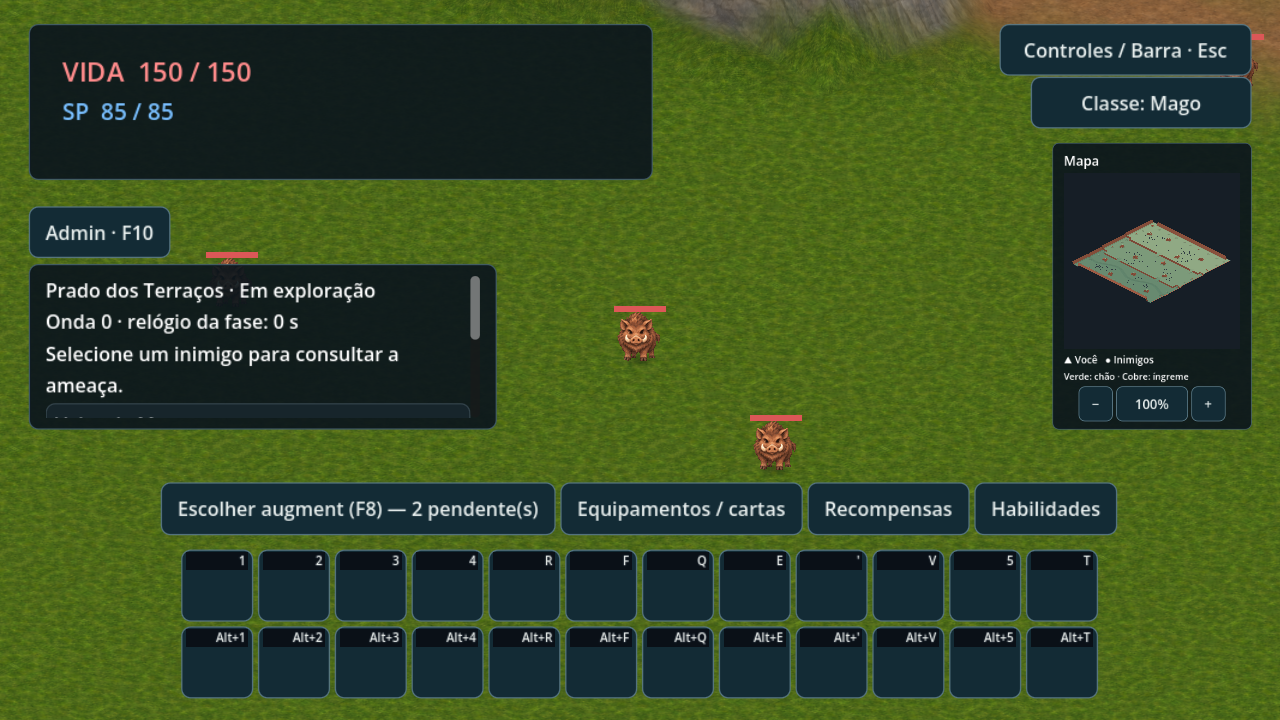 VIDA 150 / 150
SP 85 / 85
Controles / Barra · Esc
Classe: Mago
Mapa
▲ Você ● Inimigos
Verde: chão · Cobre: íngreme
− 100% +
Admin · F10
Prado dos Terraços · Em exploração
Onda 0 · relógio da fase: 0 s
Selecione um inimigo para consultar a
ameaça.
Escolher augment (F8) — 2 pendente(s)
Equipamentos / cartas
Recompensas
Habilidades
1 2 3 4 R F Q E ' V 5 T
Alt+1 Alt+2 Alt+3 Alt+4 Alt+R Alt+F Alt+Q Alt+E Alt+' Alt+V Alt+5 Alt+T